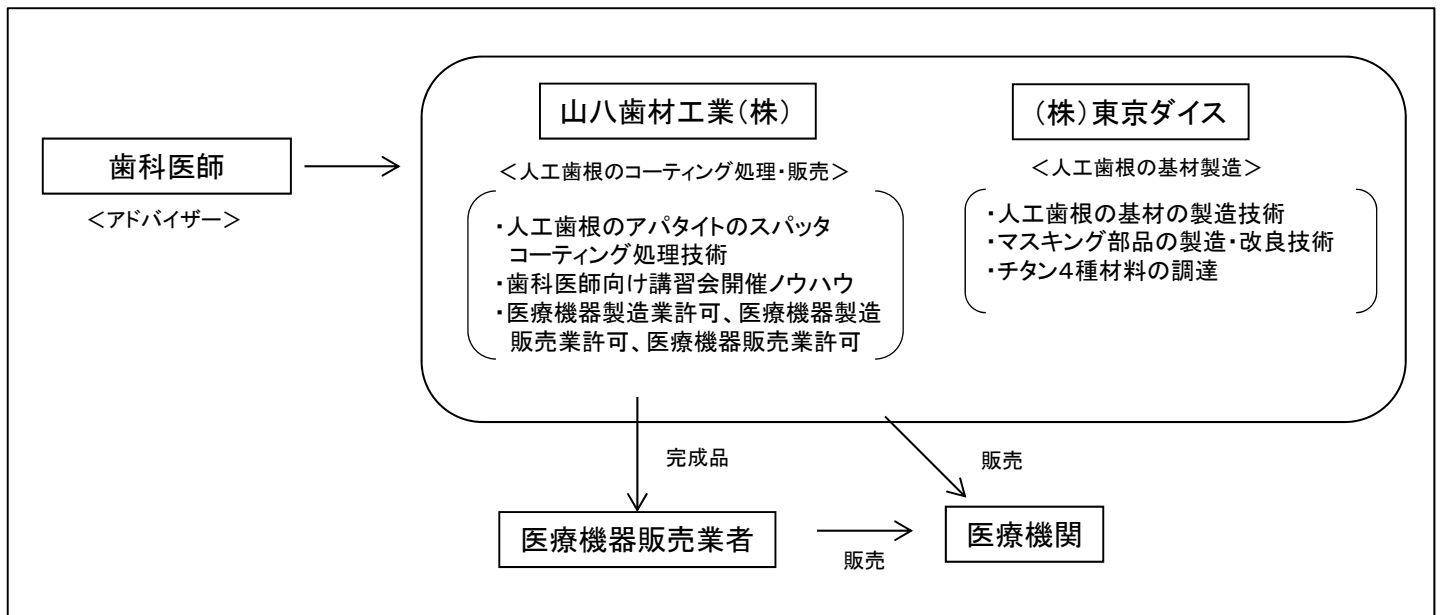 山八歯材工業(株)
(株)東京ダイス
歯科医師
<アドバイザー>
<人工歯根のコーティング処理・販売>
・人工歯根のアパタイトのスパッタ
コーティング処理技術
・歯科医師向け講習会開催ノウハウ
・医療機器製造業許可、医療機器製造
販売業許可、医療機器販売業許可
<人工歯根の基材製造>
・人工歯根の基材の製造技術
・マスキング部品の製造・改良技術
・チタン4種材料の調達
完成品
販売
医療機器販売業者
販売
医療機関